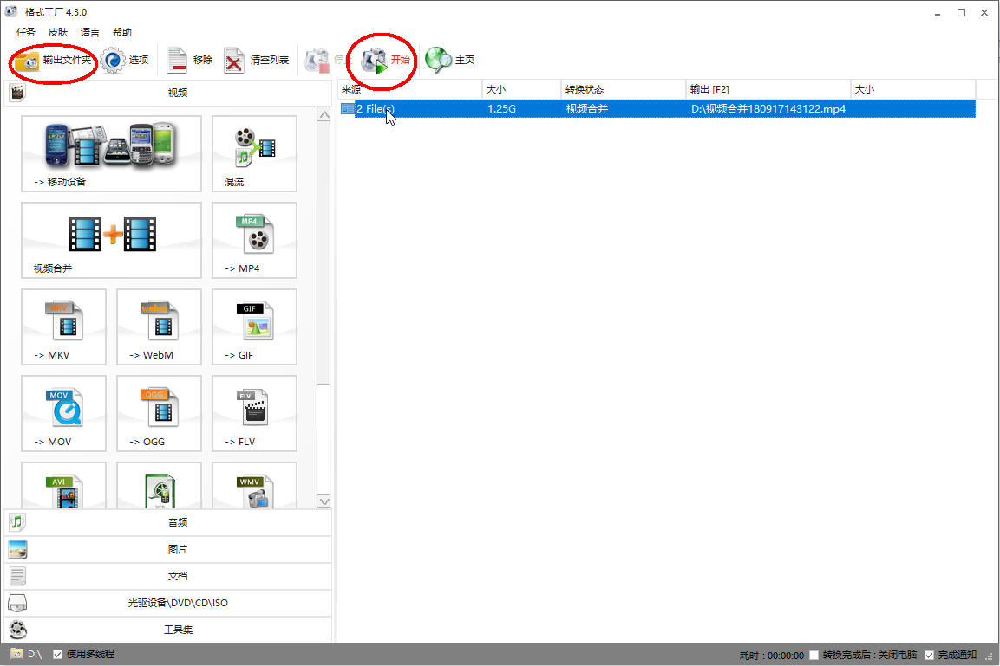 格式工厂 4.3.0
任务 皮肤 语言 帮助
输出文件夹 选项 移除 清空列表 停止 开始 主页
视频
来源 大小 转换状态 输出 [F2] 大小
2 File(s) 1.25G 视频合并 D:\视频合并180917143122.mp4
-> 移动设备 混流
视频合并
MP4
-> MP4
MKV webm GIF
-> MKV -> WebM -> GIF
MOV OGG FLV
-> MOV -> OGG -> FLV
AVI WMV
3GP
音频
图片
文档
光驱设备\DVD\CD\ISO
工具集
D:\ 使用多线程 耗时 : 00:00:00 转换完成后 : 关闭电脑 完成通知